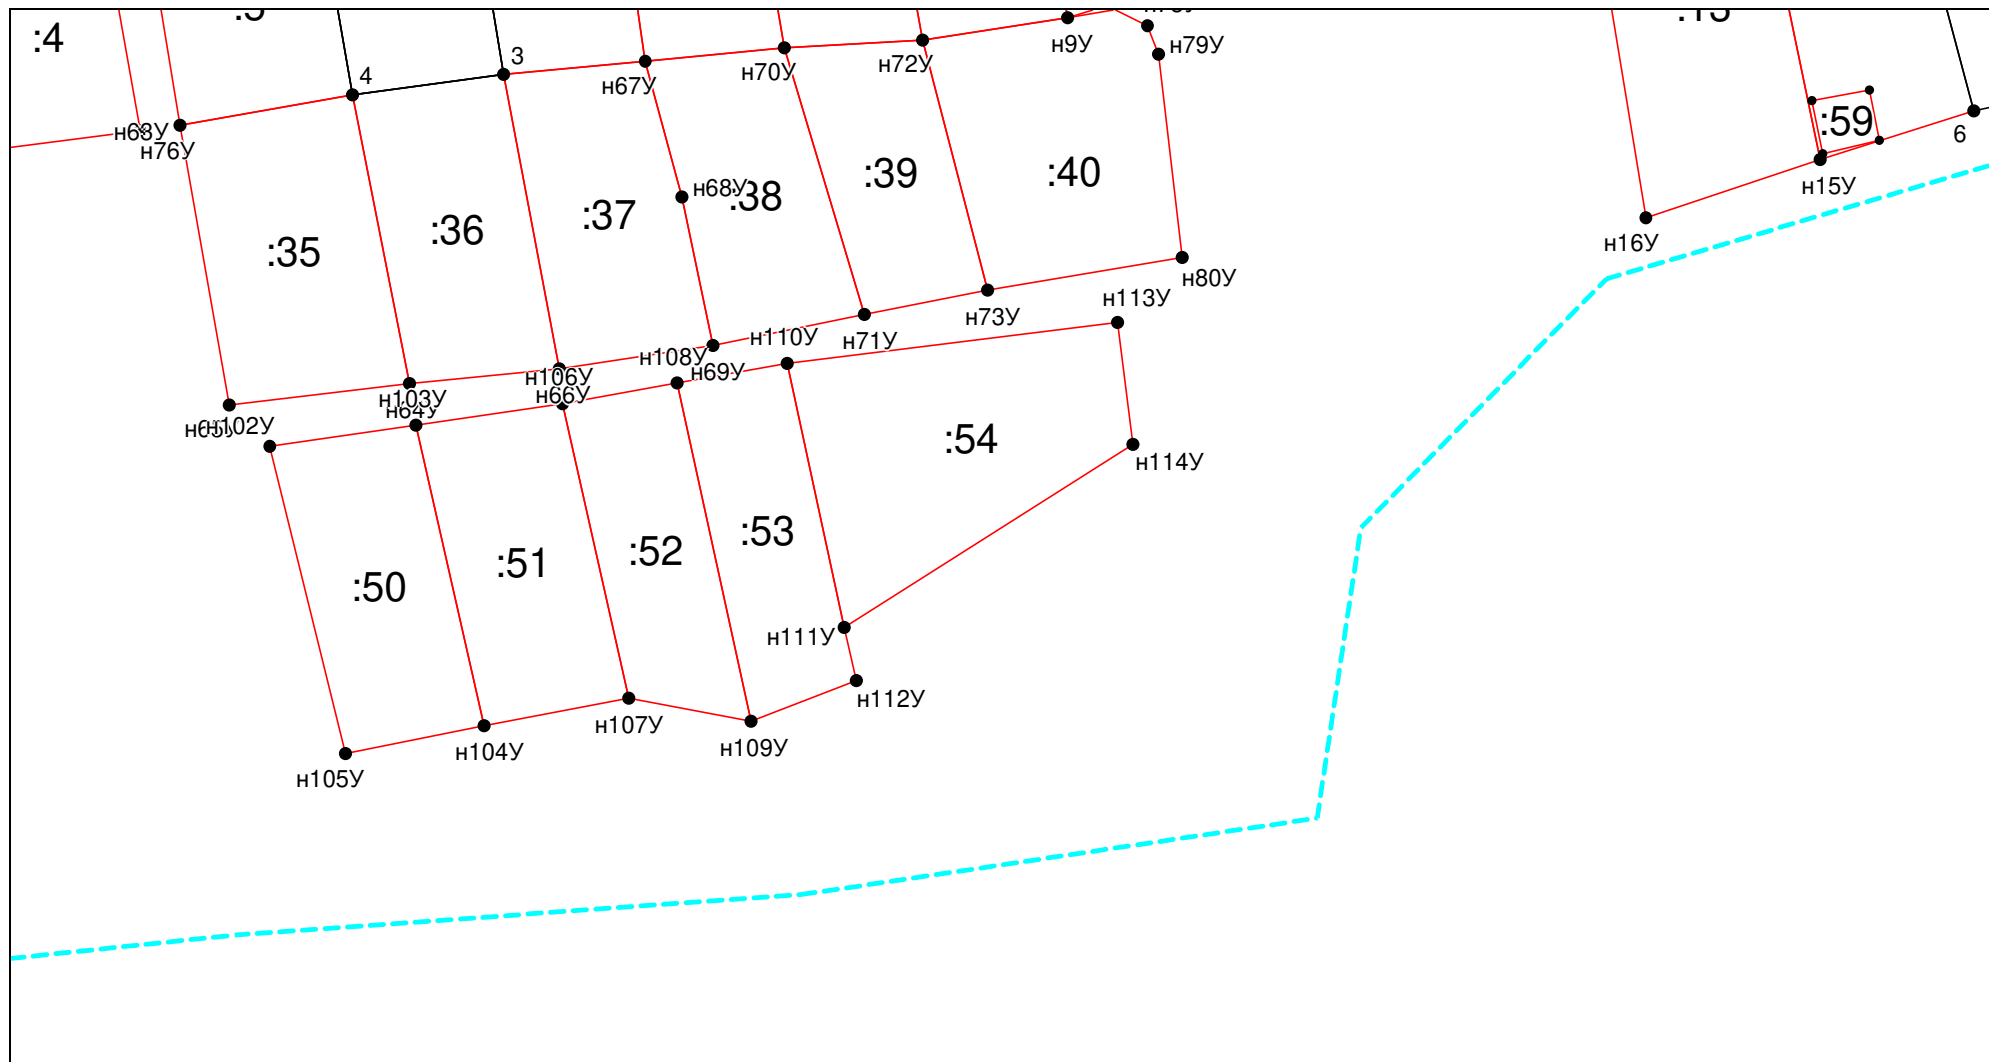 :4
4
3
н67У
н70У
н72У
н9У
н79У
н63У
н76У
:35
:36
:37
н68У
:38
:39
:40
:59
6
н15У
н16У
н80У
н113У
н73У
н71У
н110У
н108У
н69У
н106У
н66У
н103У
н64У
н102У
:54
н114У
:53
:52
:51
:50
н111У
н112У
н107У
н109У
н104У
н105У